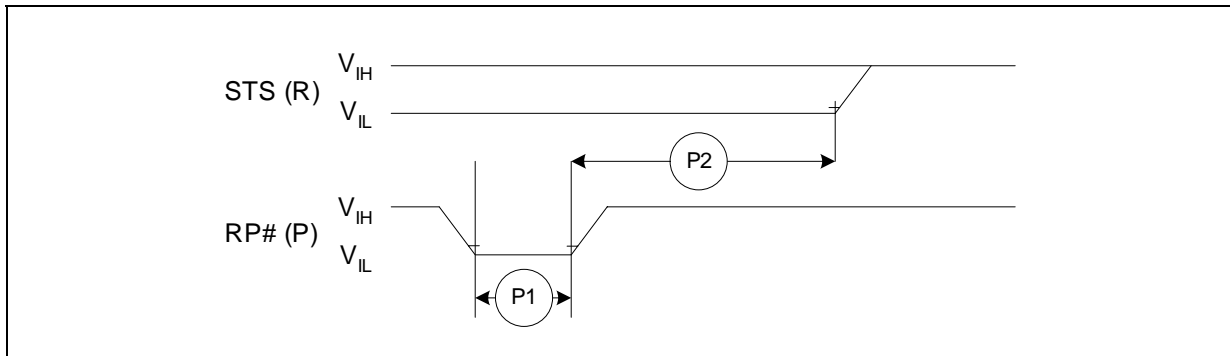 STS (R)
V_IH
V_IL
P2
RP# (P)
V_IH
V_IL
P1